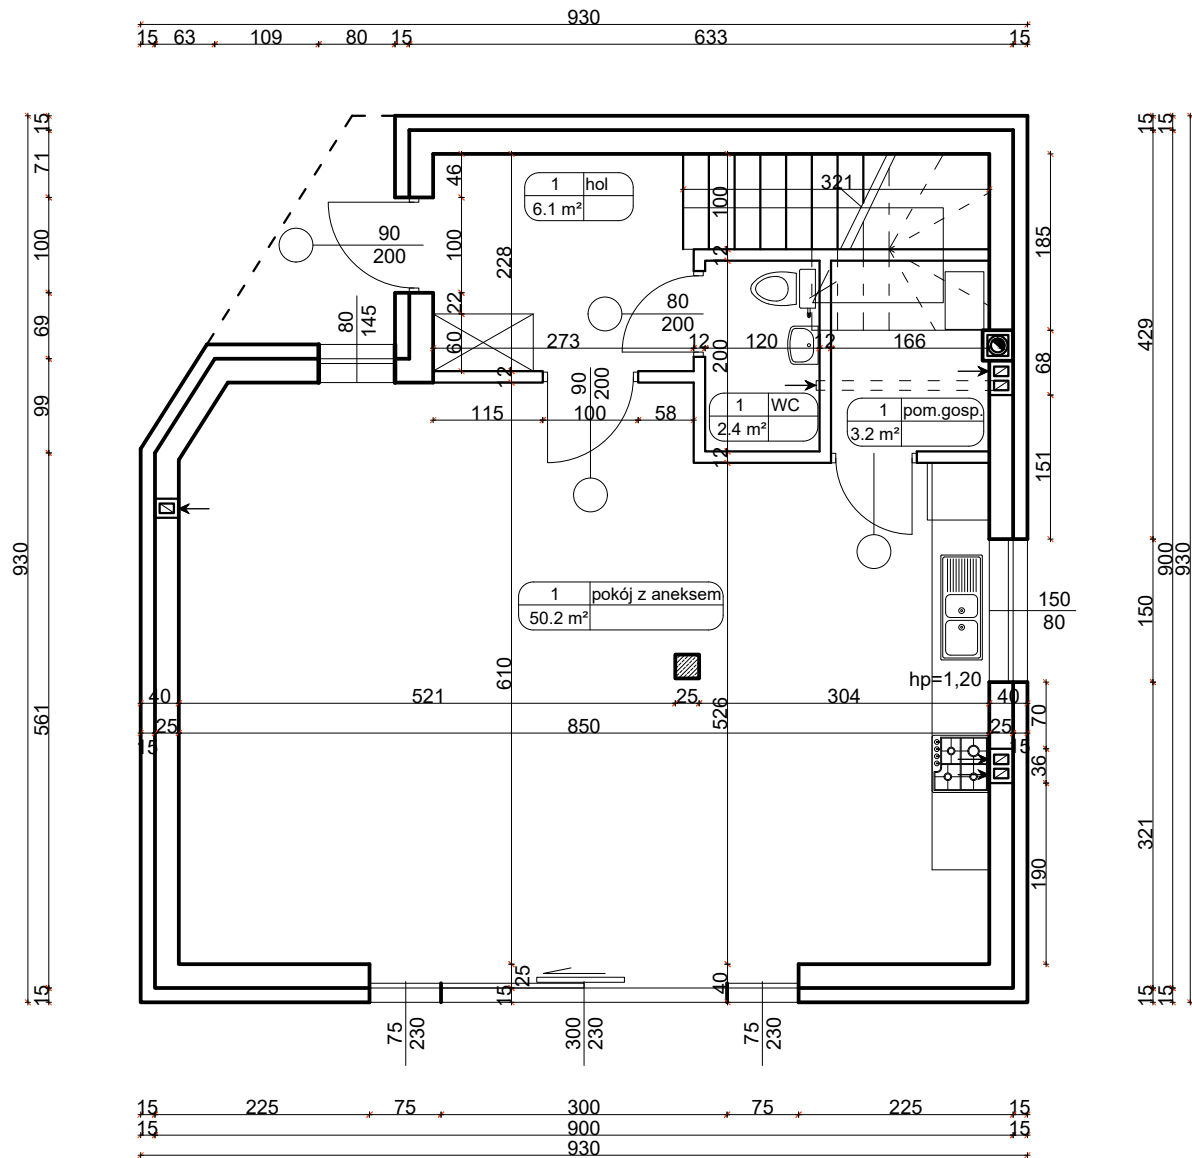 930
15 63 109 80 15 633 15
15 71 100 69 99 561 15
930
15 429 150 321 15
15 900 15
930
46 100 22 60
228
12
100
12
200
12
321
185 68 151
1 hol
6.1 m²
90
200
80
200
80
145
273 12 120 12 166
90
200
115 100 58
1 WC
2.4 m²
1 pom.gosp.
3.2 m²
1 pokój z aneksem
50.2 m²
150
80
hp=1,20
610
526
40 521 25 304 40
15 25 850 25 15
70 36 190
25
15
40
75
230
300
230
75
230
15 225 75 300 75 225 15
15 900 15
930